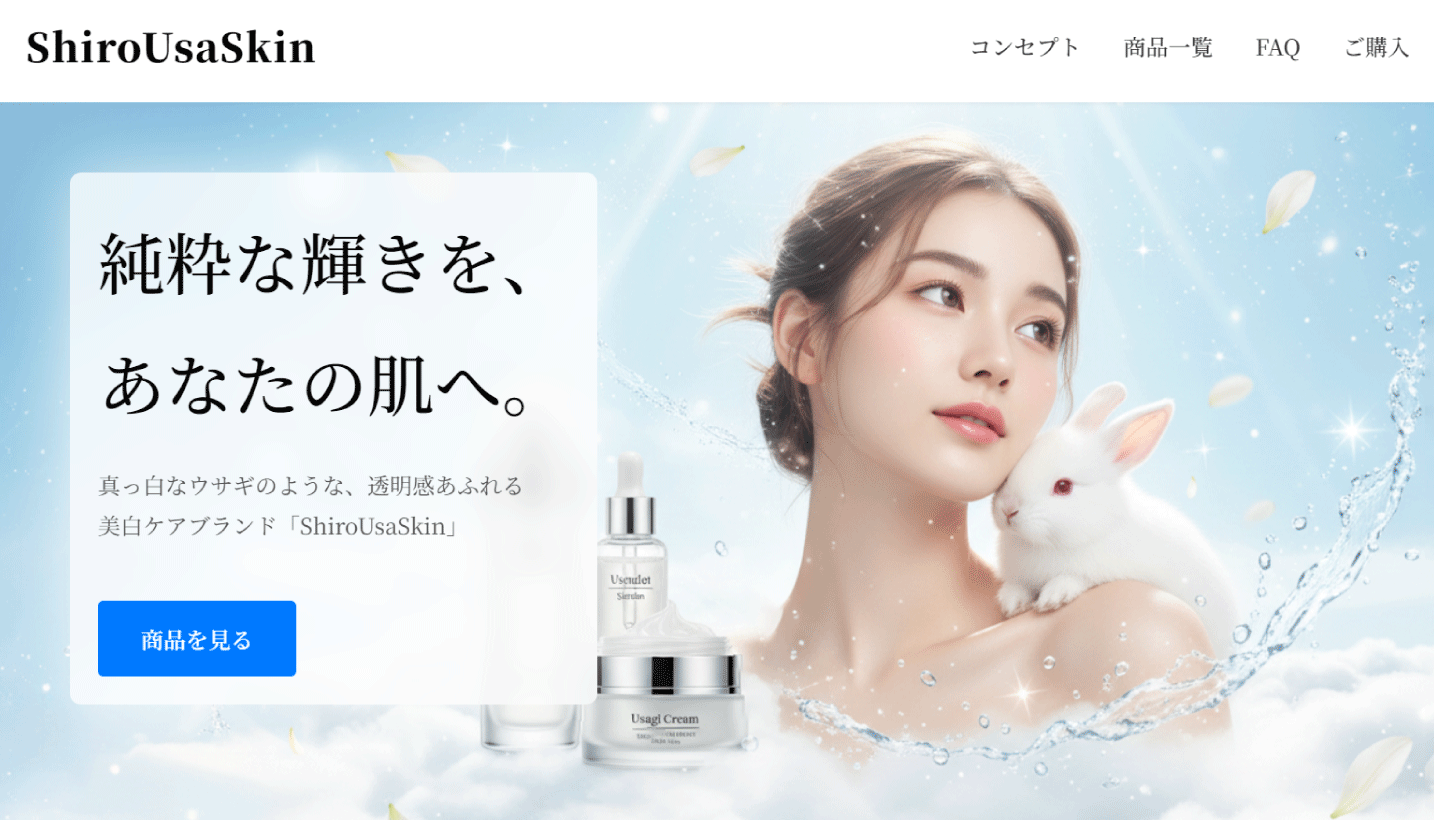 ShiroUsaSkin
コンセプト 商品一覧 FAQ ご購入
純粋な輝きを、
あなたの肌へ。
真っ白なウサギのような、透明感あふれる
美白ケアブランド「ShiroUsaSkin」
商品を見る
Usagi Cream